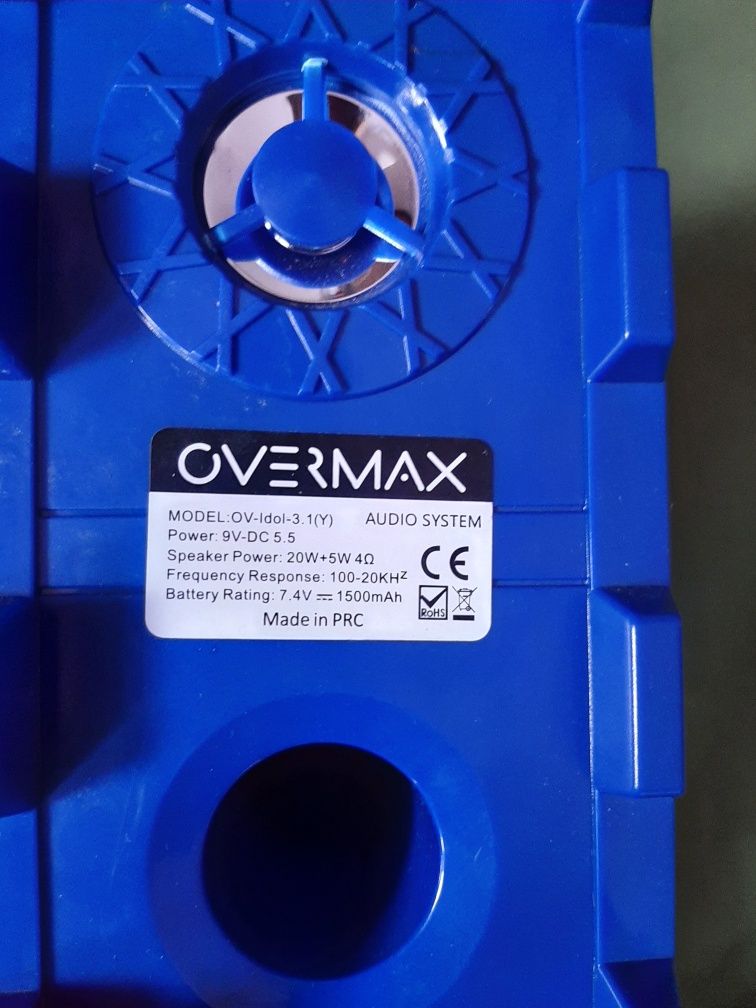 OVERMAX
MODEL:OV-Idol-3.1(Y) AUDIO SYSTEM
Power: 9V-DC 5.5
Speaker Power: 20W+5W 4Ω
Frequency Response: 100-20KHZ
Battery Rating: 7.4V ⎓ 1500mAh
CE
RoHS
Made in PRC